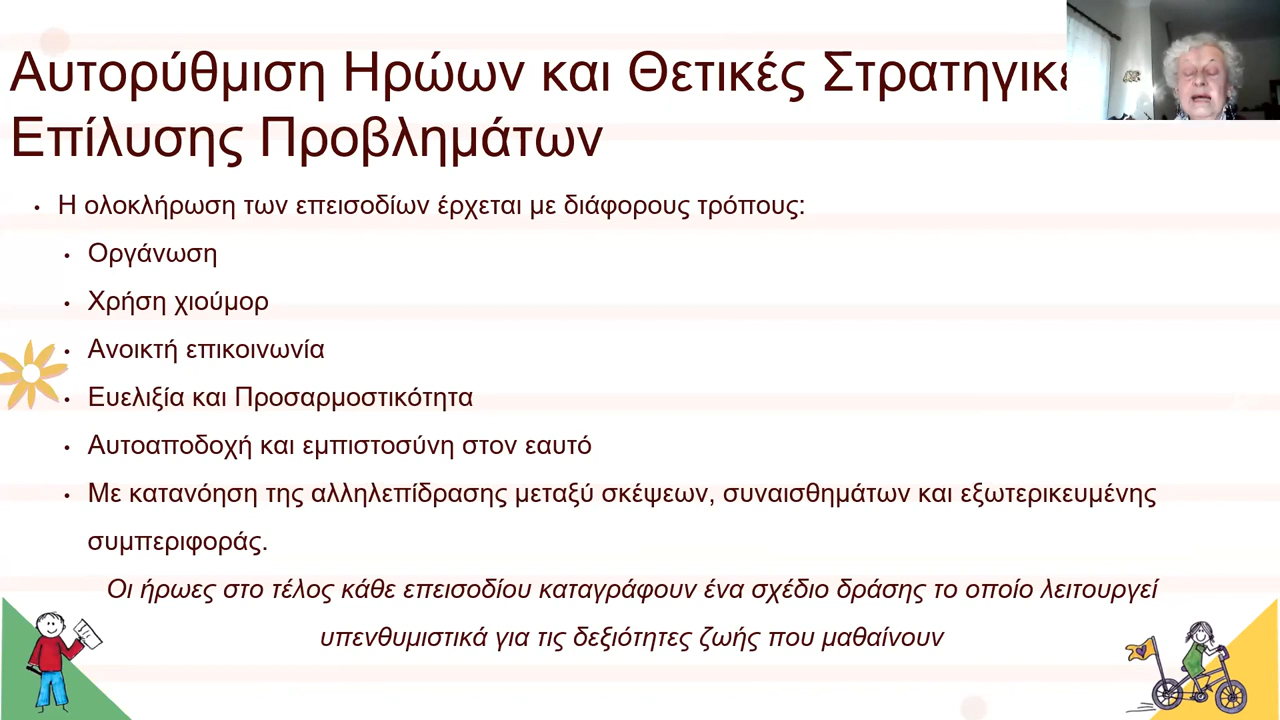 Αυτορύθμιση Ηρώων και Θετικές
Επίλυσης Προβλημάτων
• Η ολοκλήρωση των επεισοδίων έρχεται με διάφορους τρόπους:
• Οργάνωση
• Χρήση χιούμορ
• Ανοικτή επικοινωνία
• Ευελιξία και Προσαρμοστικότητα
• Αυτοαποδοχή και εμπιστοσύνη στον εαυτό
• Με κατανόηση της αλληλεπίδρασης μεταξύ σκέψεων, συναισθημάτων και εξωτερικευμένης
συμπεριφοράς.
Οι ήρωες στο τέλος κάθε επεισοδίου καταγράφουν ένα σχέδιο δράσης το οποίο λειτουργεί
υπενθυμιστικά για τις δεξιότητες ζωής που μαθαίνουν